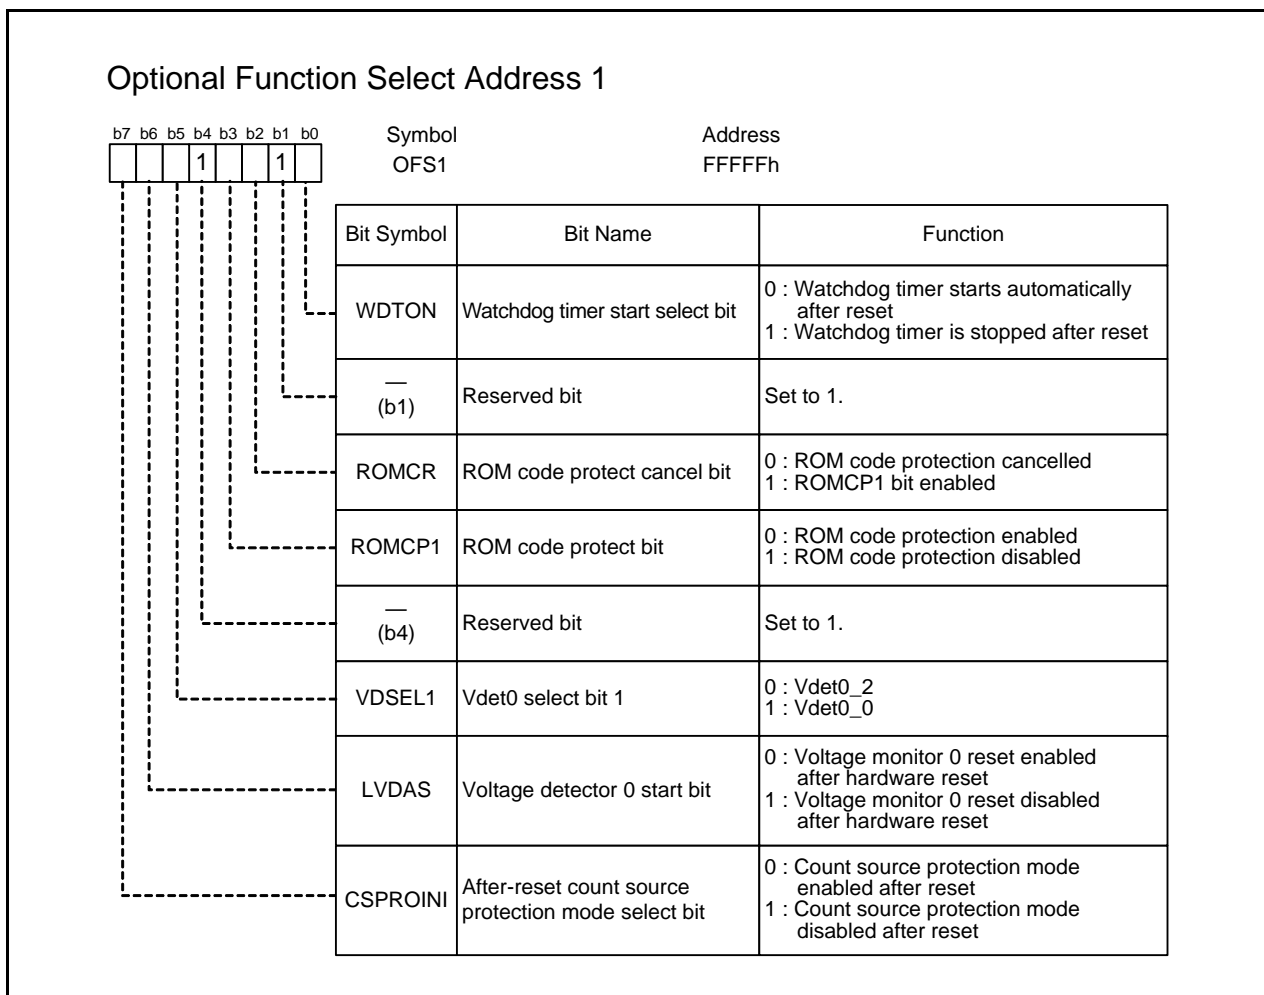 Optional Function Select Address 1
b7 b6 b5 b4 b3 b2 b1 b0
Symbol Address
1 1
OFS1 FFFFFh
Bit Symbol Bit Name Function
WDTON Watchdog timer start select bit
0 : Watchdog timer starts automatically
after reset
1 : Watchdog timer is stopped after reset
—
(b1)
Reserved bit Set to 1.
ROMCR ROM code protect cancel bit
0 : ROM code protection cancelled
1 : ROMCP1 bit enabled
ROMCP1 ROM code protect bit
0 : ROM code protection enabled
1 : ROM code protection disabled
—
(b4)
Reserved bit Set to 1.
VDSEL1 Vdet0 select bit 1
0 : Vdet0_2
1 : Vdet0_0
LVDAS Voltage detector 0 start bit
0 : Voltage monitor 0 reset enabled
after hardware reset
1 : Voltage monitor 0 reset disabled
after hardware reset
CSPROINI
After-reset count source
protection mode select bit
0 : Count source protection mode
enabled after reset
1 : Count source protection mode
disabled after reset